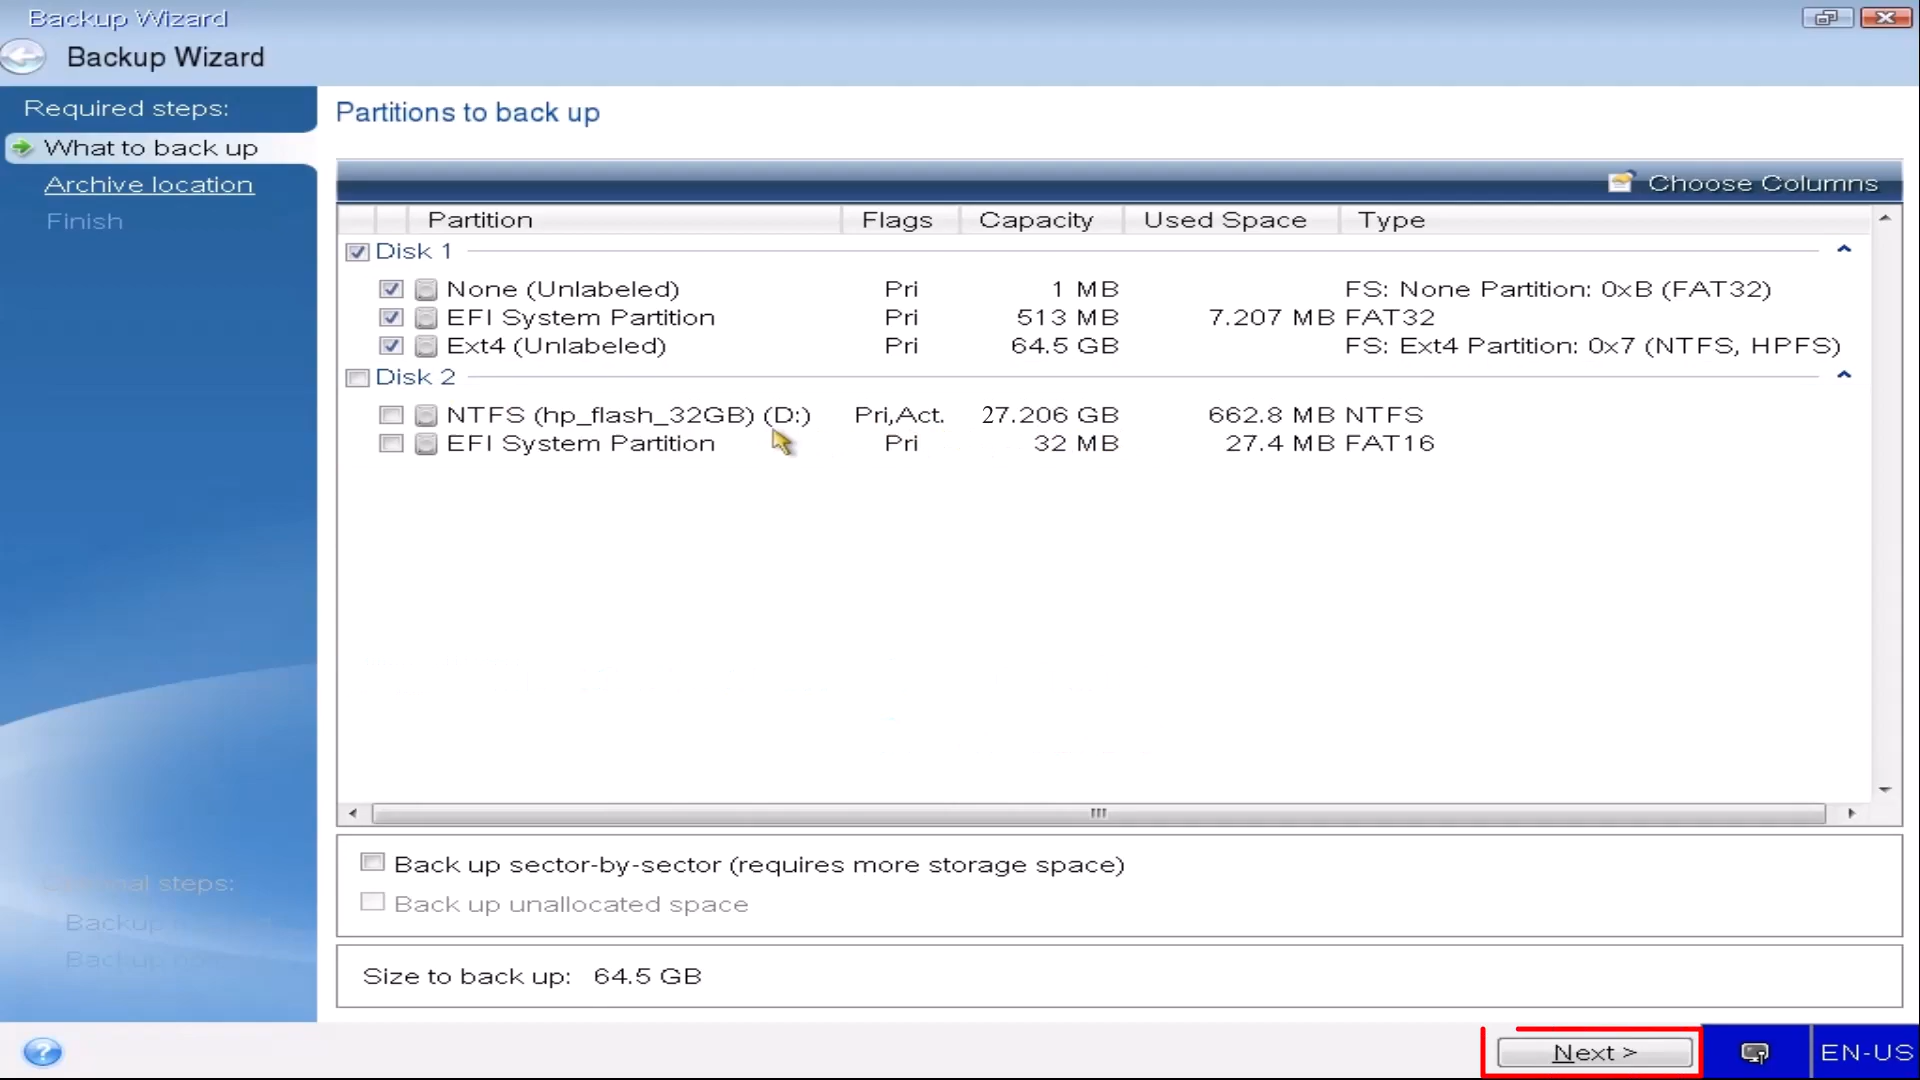 Backup Wizard
Backup Wizard
Required steps:
What to back up
Archive location
Finish
steps:
Backup
Backup
Partitions to back up
Choose Columns
Partition Flags Capacity Used Space Type
Disk 1
None (Unlabeled) Pri 1 MB FS: None Partition: 0xB (FAT32)
EFI System Partition Pri 513 MB 7.207 MB FAT32
Ext4 (Unlabeled) Pri 64.5 GB FS: Ext4 Partition: 0x7 (NTFS, HPFS)
Disk 2
NTFS (hp_flash_32GB) (D:) Pri,Act. 27.206 GB 662.8 MB NTFS
EFI System Partition Pri 32 MB 27.4 MB FAT16
Back up sector-by-sector (requires more storage space)
Back up unallocated space
Size to back up: 64.5 GB
Next >
EN-US